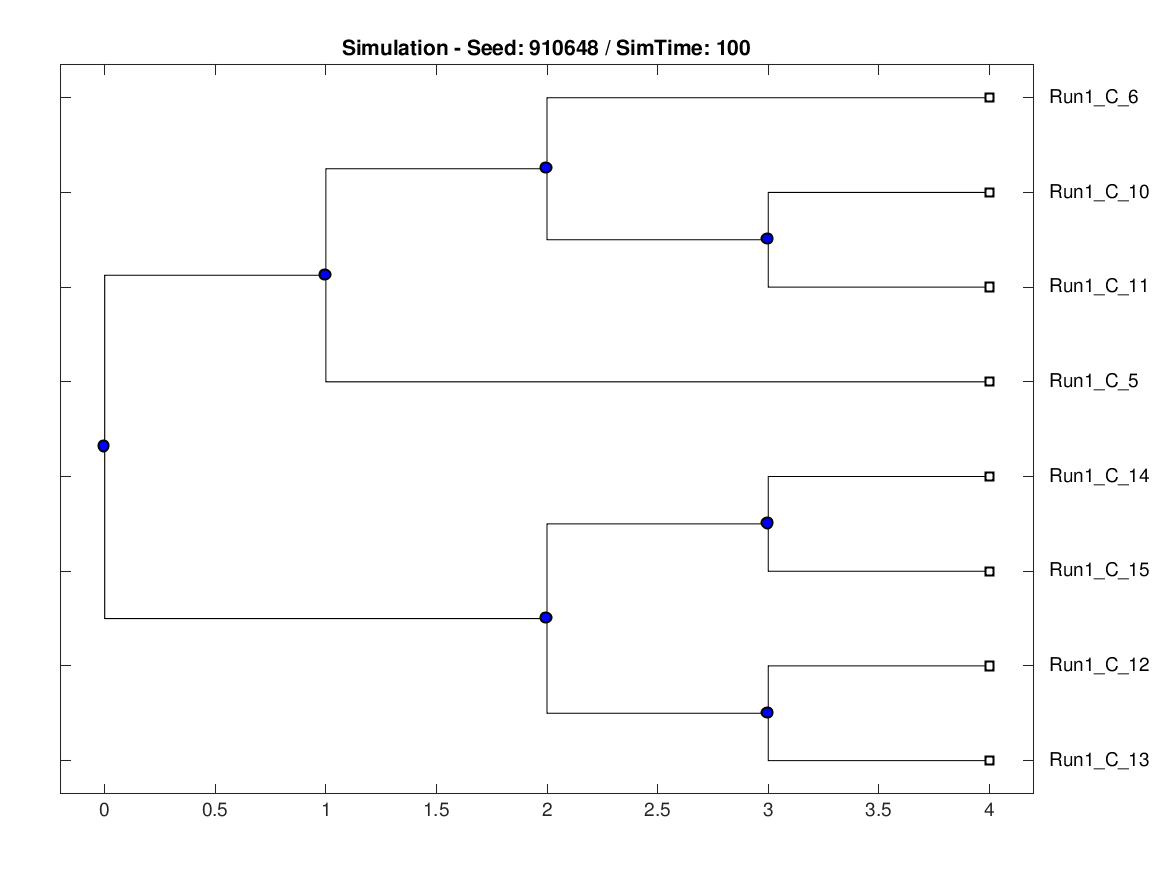 Simulation - Seed: 910648 / SimTime: 100
Run1_C_6
Run1_C_10
Run1_C_11
Run1_C_5
Run1_C_14
Run1_C_15
Run1_C_12
Run1_C_13
0 0.5 1 1.5 2 2.5 3 3.5 4